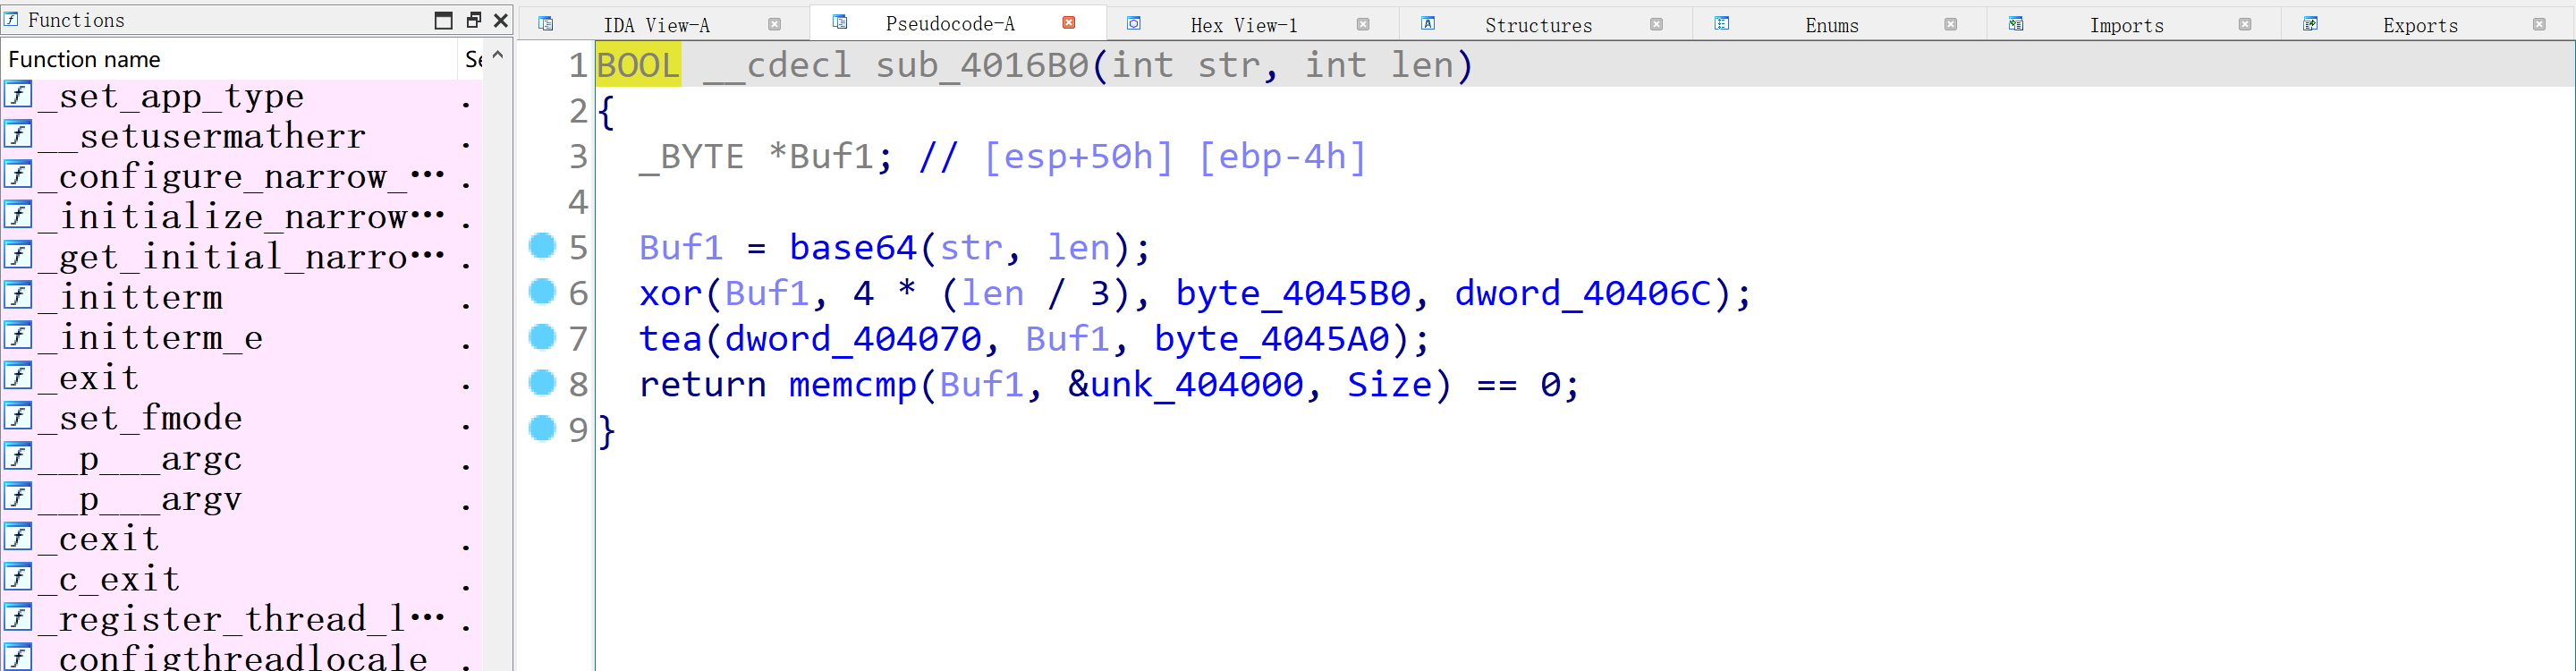 Functions
Function name
Se
_set_app_type .
__setusermatherr .
_configure_narrow_… .
_initialize_narrow… .
_get_initial_narro… .
_initterm .
_initterm_e .
_exit .
_set_fmode .
__p___argc .
__p___argv .
_cexit .
_c_exit .
_register_thread_l… .
_configthreadlocale .
IDA View-A
Pseudocode-A
Hex View-1
Structures
Enums
Imports
Exports
1 BOOL __cdecl sub_4016B0(int str, int len)
2 {
3   _BYTE *Buf1; // [esp+50h] [ebp-4h]
4
5   Buf1 = base64(str, len);
6   xor(Buf1, 4 * (len / 3), byte_4045B0, dword_40406C);
7   tea(dword_404070, Buf1, byte_4045A0);
8   return memcmp(Buf1, &unk_404000, Size) == 0;
9 }